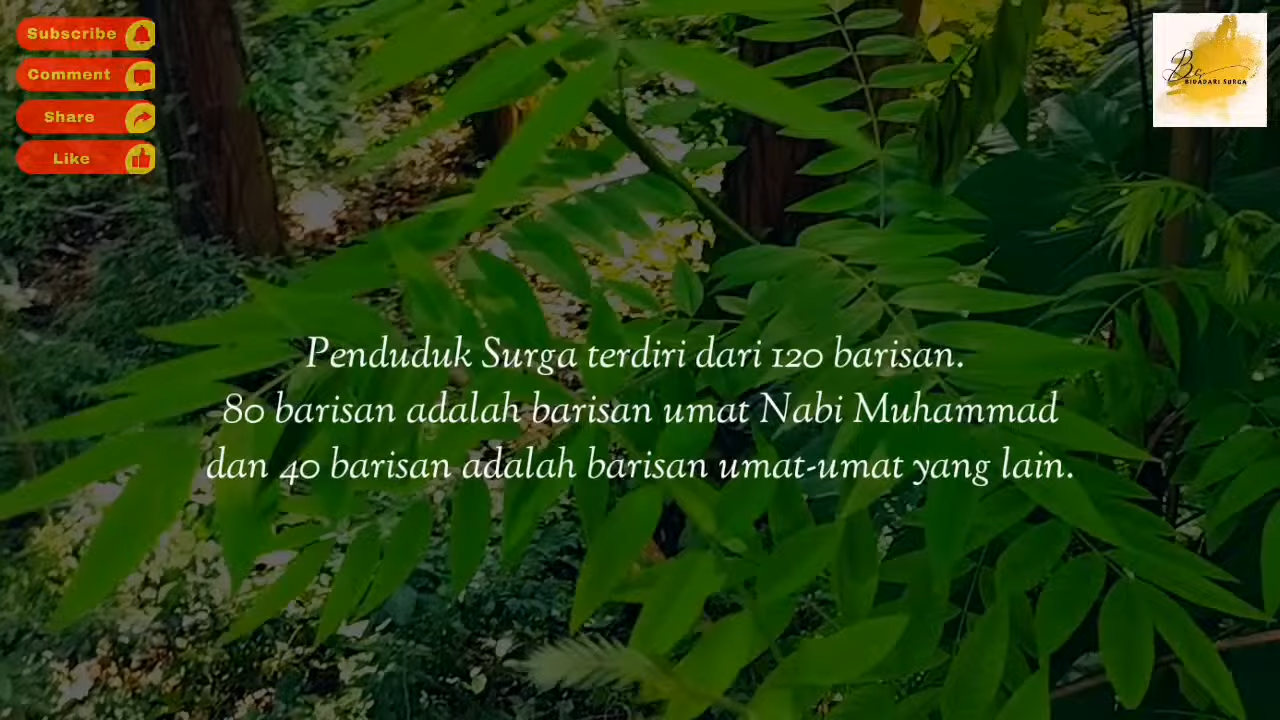 Subscribe
Comment
Share
Like
Bs
BIDADARI SURGA
Penduduk Surga terdiri dari 120 barisan.
80 barisan adalah barisan umat Nabi Muhammad
dan 40 barisan adalah barisan umat-umat yang lain.